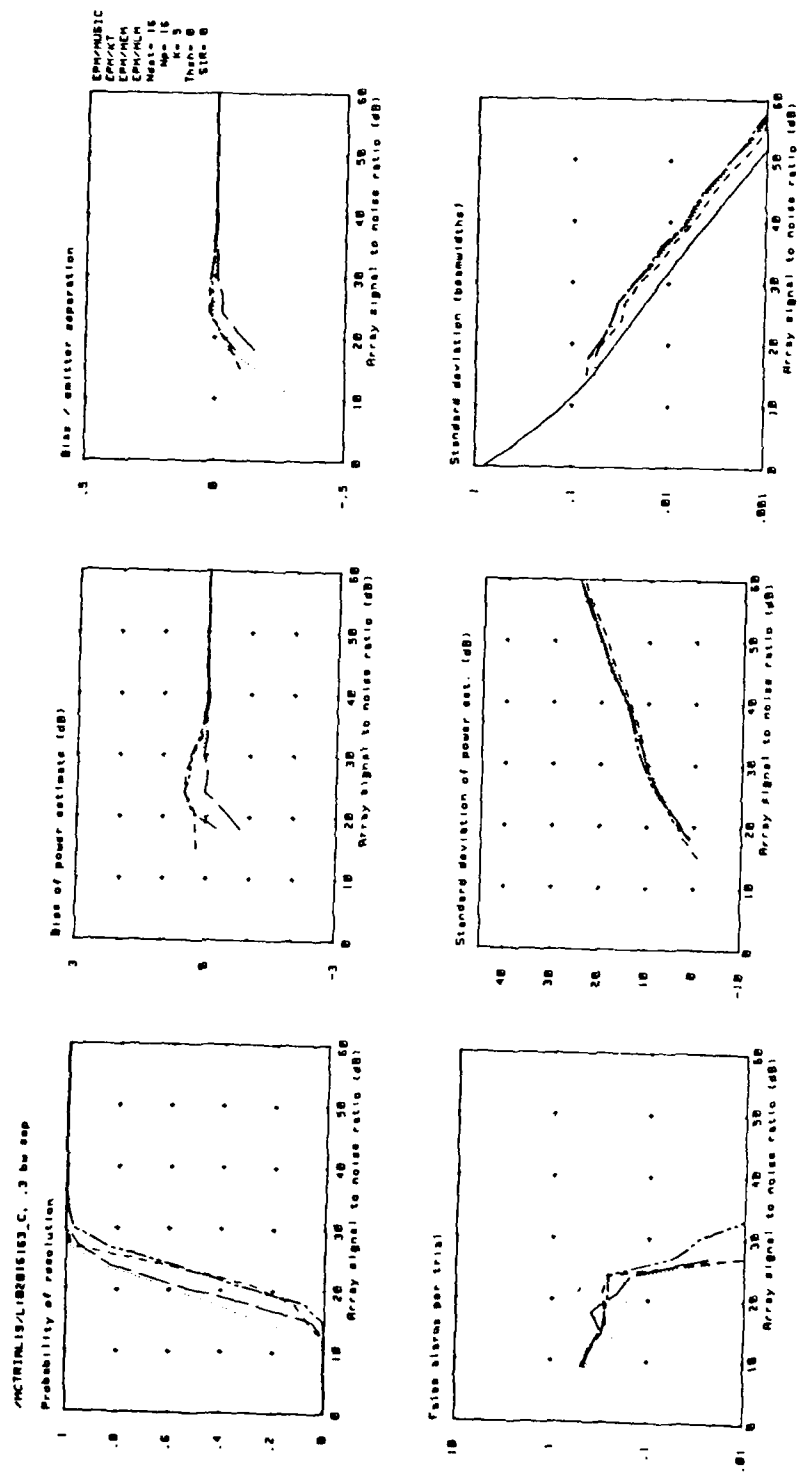 /MCTRIALIS/LIB2016163_C, .3 bw sep
Probability of resolution
1
.8
.6
.4
.2
0
0 10 20 30 40 50 60
Array signal to noise ratio (dB)
Bias of power estimate (dB)
3
0
-3
0 10 20 30 40 50 60
Array signal to noise ratio (dB)
Bias / emitter separation
.5
0
-.5
0 10 20 30 40 50 60
Array signal to noise ratio (dB)
EPM/MUSIC
EPM/KT
EPM/MEM
EPM/MLM
Ndat= 16
Np= 16
K= 5
Thsh= 0
SIR= 0
False alarms per trial
10
1
.1
.01
0 10 20 30 40 50 60
Array signal to noise ratio (dB)
Standard deviation of power est. (dB)
40
30
20
10
0
-10
0 10 20 30 40 50 60
Array signal to noise ratio (dB)
Standard deviation (beamwidths)
1
.1
.01
.001
0 10 20 30 40 50 60
Array signal to noise ratio (dB)